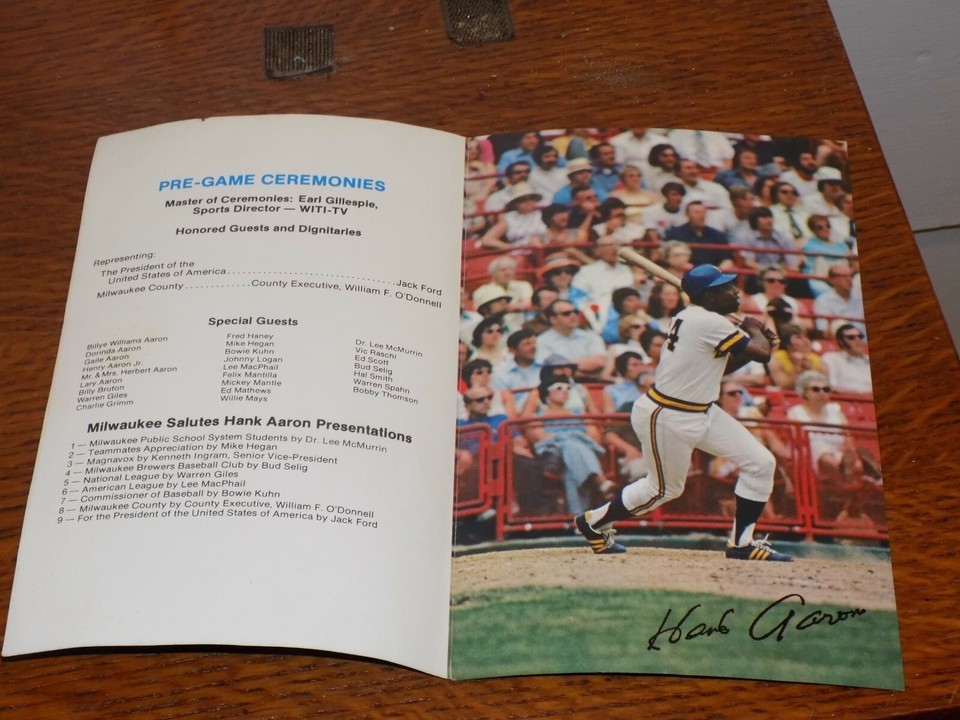 PRE-GAME CEREMONIES
Master of Ceremonies: Earl Gillespie,
Sports Director — WITI-TV
Honored Guests and Dignitaries
Representing:
The President of the
United States of America........................................Jack Ford
Milwaukee County.............County Executive, William F. O'Donnell
Special Guests
Billye Williams Aaron
Dorinda Aaron
Gaile Aaron
Henry Aaron Jr.
Mr. & Mrs. Herbert Aaron
Lary Aaron
Billy Bruton
Warren Giles
Charlie Grimm
Fred Haney
Mike Hegan
Bowie Kuhn
Johnny Logan
Lee MacPhail
Felix Mantilla
Mickey Mantle
Ed Mathews
Willie Mays
Dr. Lee McMurrin
Vic Raschi
Ed Scott
Bud Selig
Hal Smith
Warren Spahn
Bobby Thomson
Milwaukee Salutes Hank Aaron Presentations
1 — Milwaukee Public School System Students by Dr. Lee McMurrin
2 — Teammates Appreciation by Mike Hegan
3 — Magnavox by Kenneth Ingram, Senior Vice-President
4 — Milwaukee Brewers Baseball Club by Bud Selig
5 — National League by Warren Giles
6 — American League by Lee MacPhail
7 — Commissioner of Baseball by Bowie Kuhn
8 — Milwaukee County by County Executive, William F. O'Donnell
9 — For the President of the United States of America by Jack Ford
4
Hank Aaron